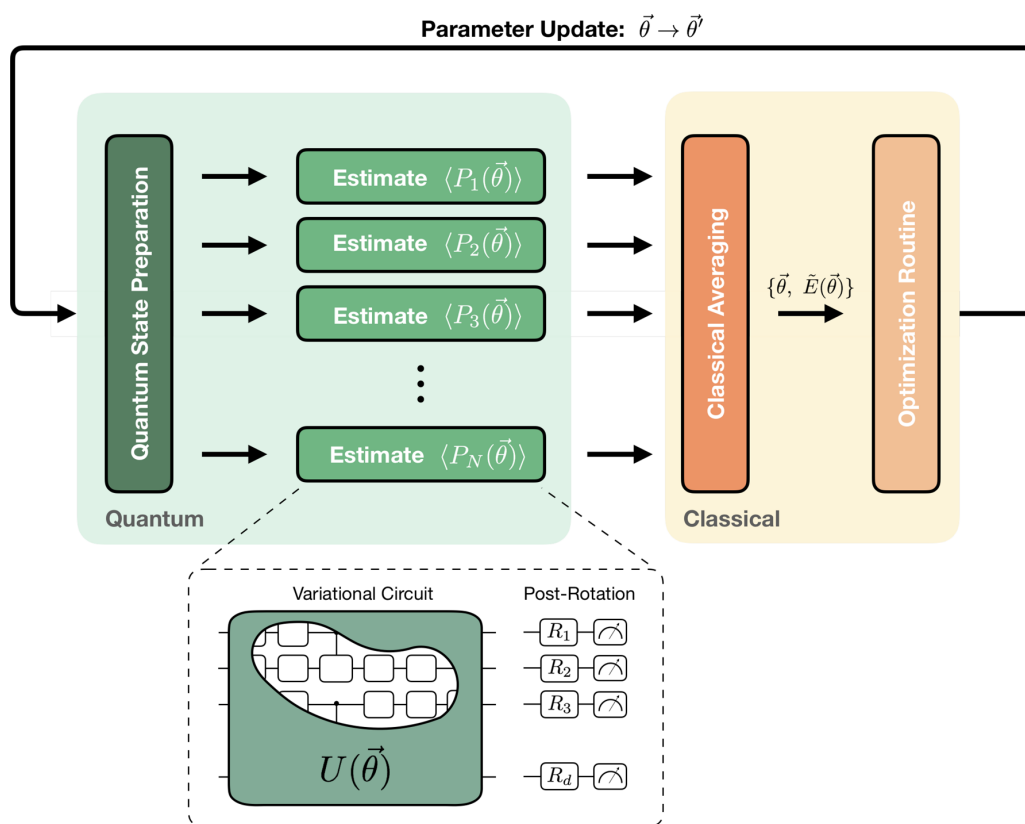 Parameter Update: θ⃗ → θ⃗′
Quantum State Preparation
Estimate ⟨P₁(θ⃗)⟩
Estimate ⟨P₂(θ⃗)⟩
Estimate ⟨P₃(θ⃗)⟩
Estimate ⟨P_N(θ⃗)⟩
Quantum
Classical Averaging
{θ⃗, Ẽ(θ⃗)}
Optimization Routine
Classical
Variational Circuit
Post-Rotation
U(θ⃗)
R₁
R₂
R₃
R_d